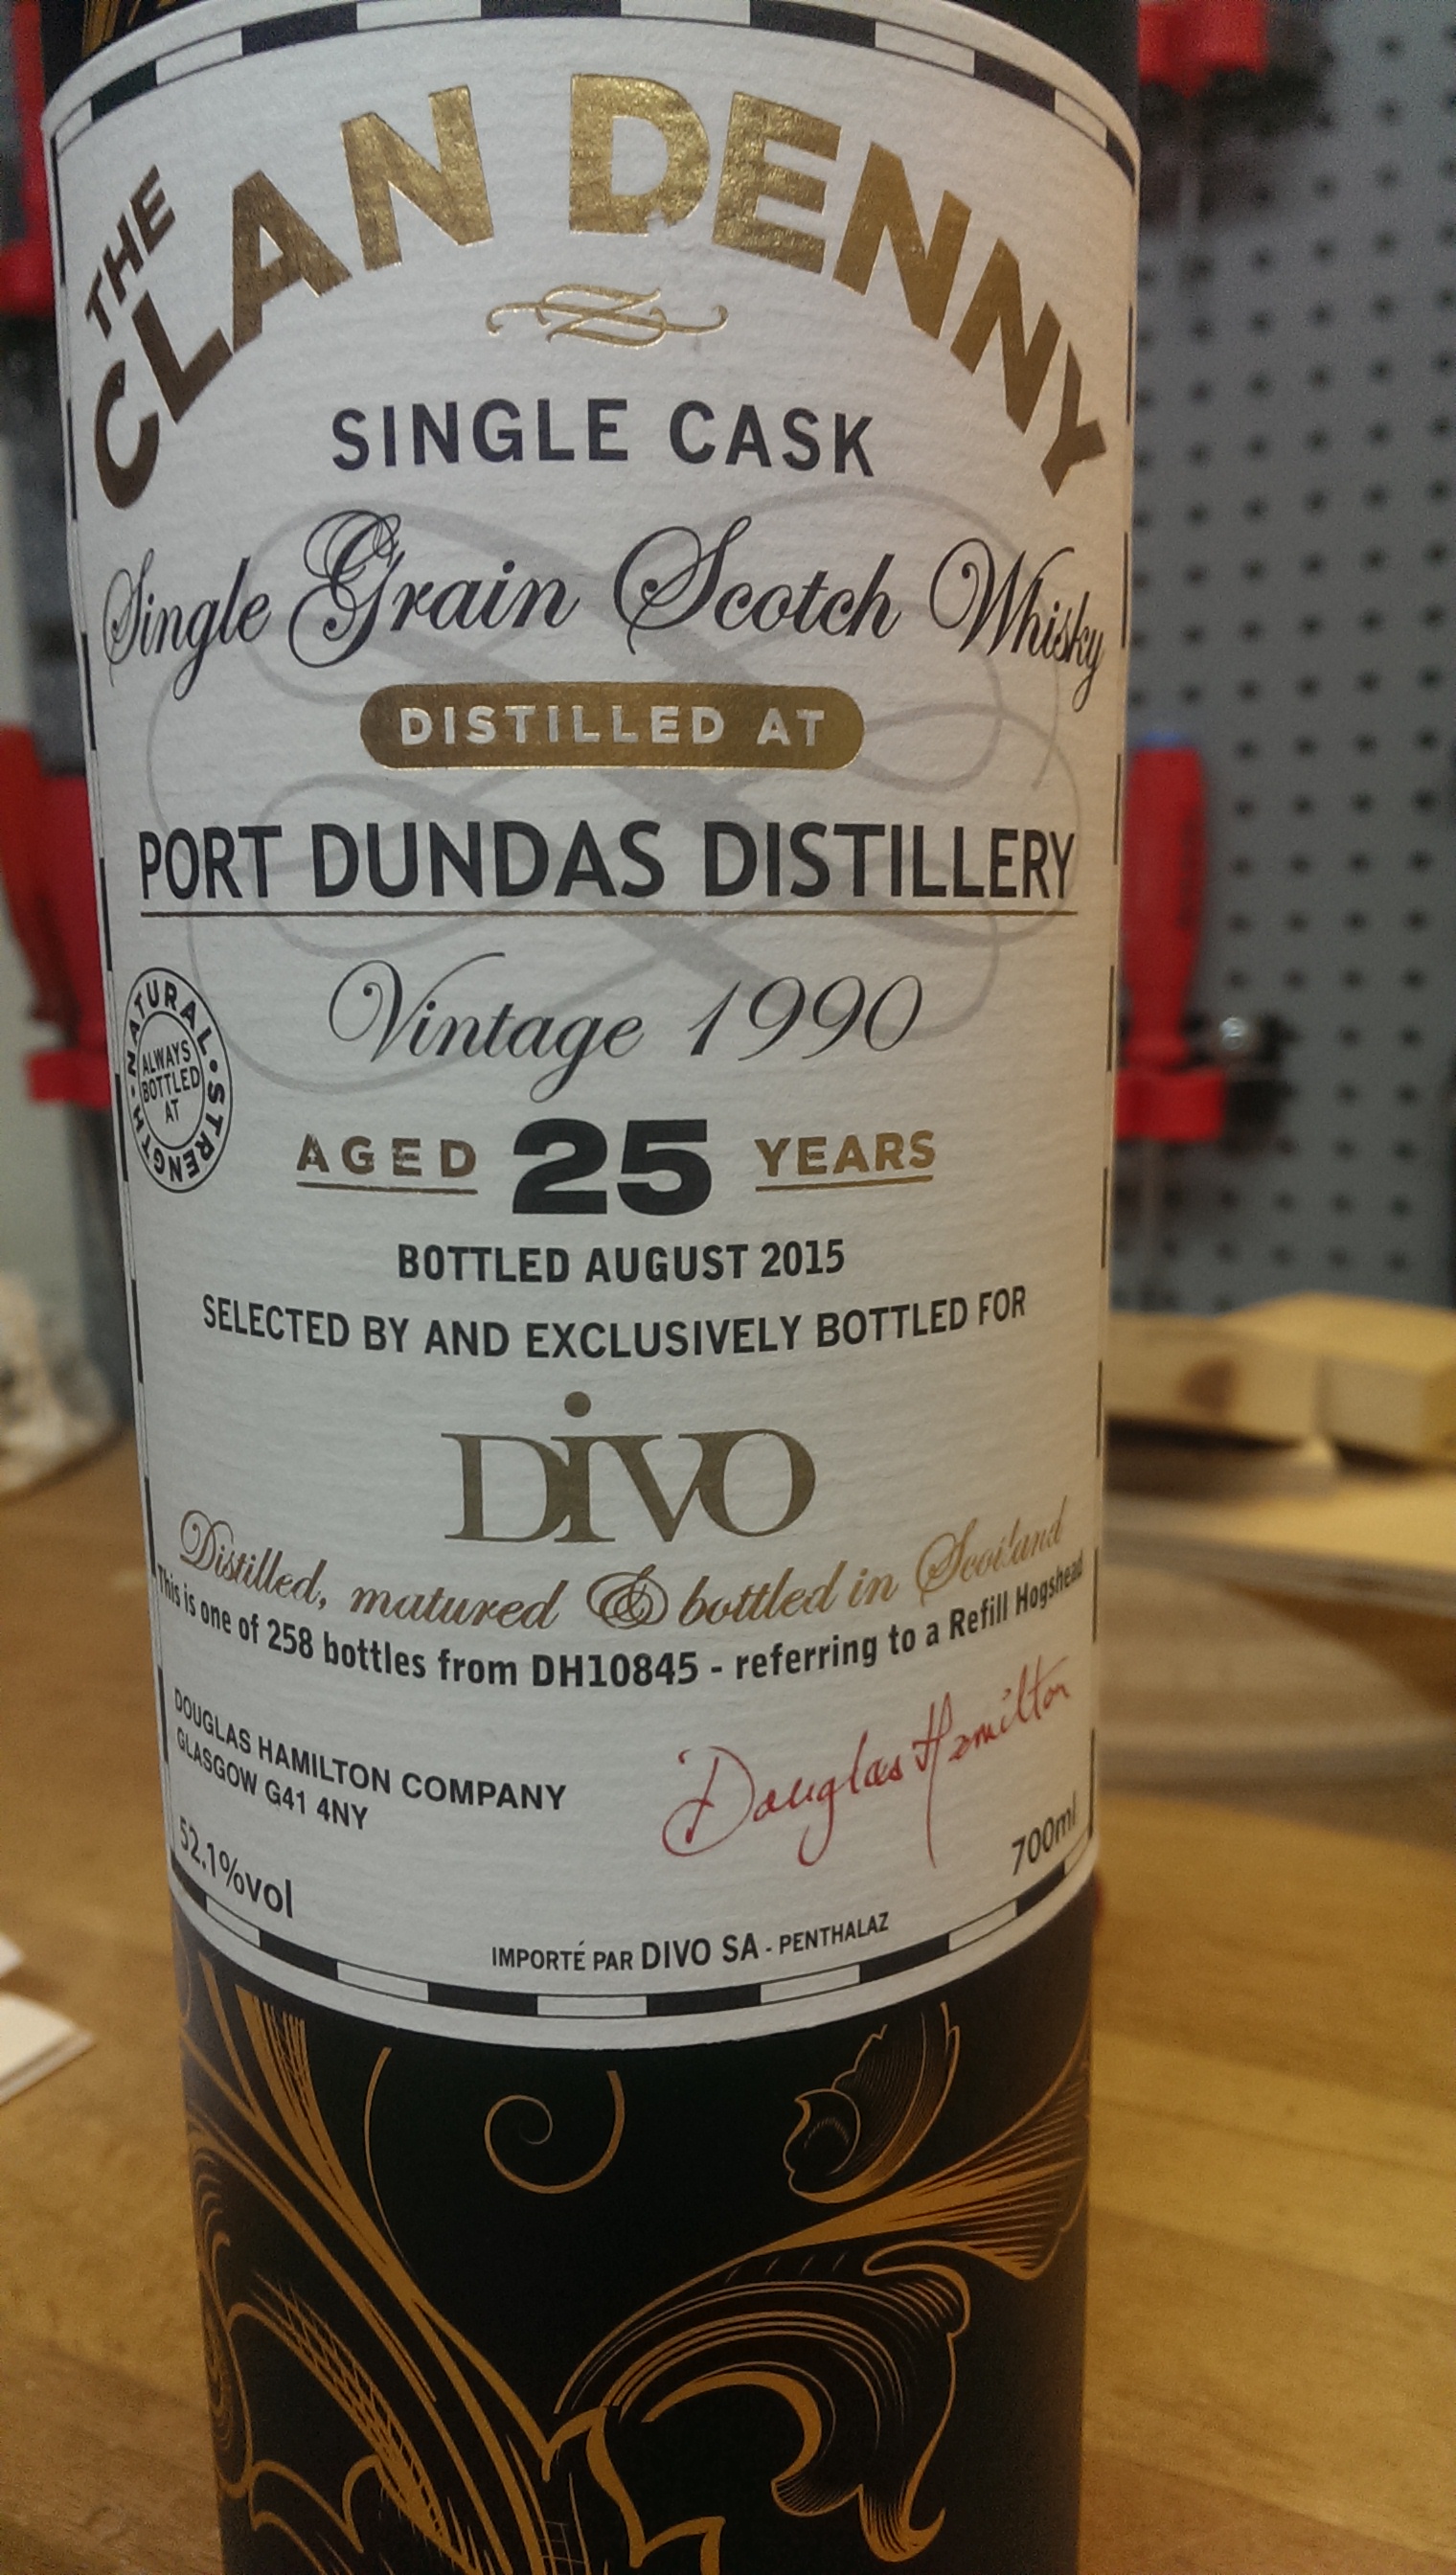 THE
CLAN DENNY
SINGLE CASK
Single Grain Scotch Whisky
DISTILLED AT
PORT DUNDAS DISTILLERY
Vintage 1990
NATURAL · STRENGTH ·
ALWAYS
BOTTLED
AT
AGED 25 YEARS
BOTTLED AUGUST 2015
SELECTED BY AND EXCLUSIVELY BOTTLED FOR
DiVO
Distilled, matured & bottled in Scotland
This is one of 258 bottles from DH10845 - referring to a Refill Hogshead
DOUGLAS HAMILTON COMPANY
GLASGOW G41 4NY
Douglas Hamilton
52.1%vol
700ml
IMPORTÉ PAR DIVO SA - PENTHALAZ